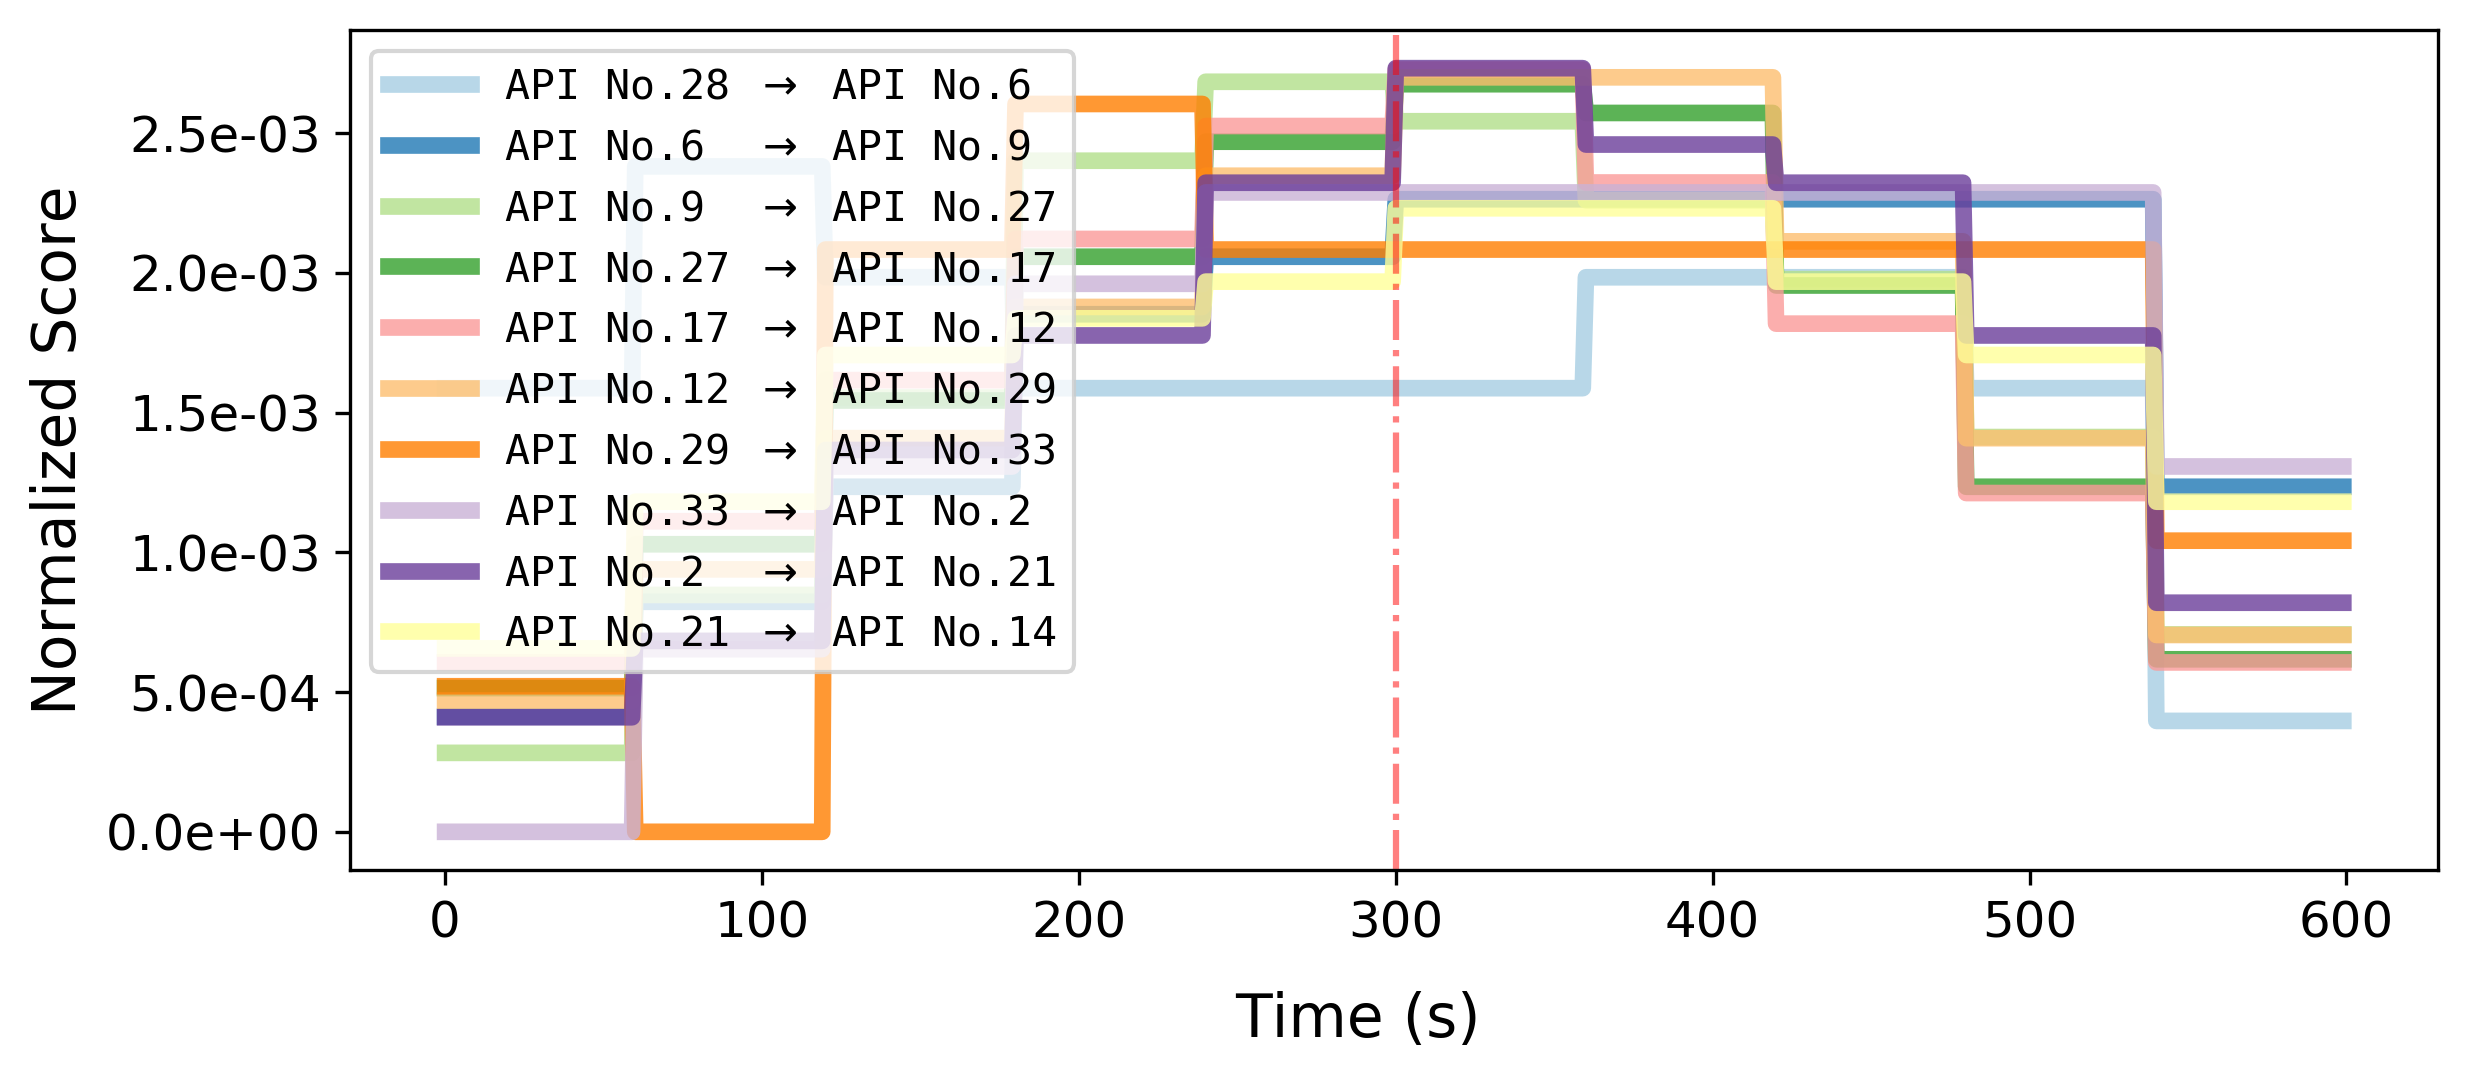 Normalized Score
2.5e-03
2.0e-03
1.5e-03
1.0e-03
5.0e-04
0.0e+00
API No.28 → API No.6
API No.6 → API No.9
API No.9 → API No.27
API No.27 → API No.17
API No.17 → API No.12
API No.12 → API No.29
API No.29 → API No.33
API No.33 → API No.2
API No.2 → API No.21
API No.21 → API No.14
0 100 200 300 400 500 600
Time (s)